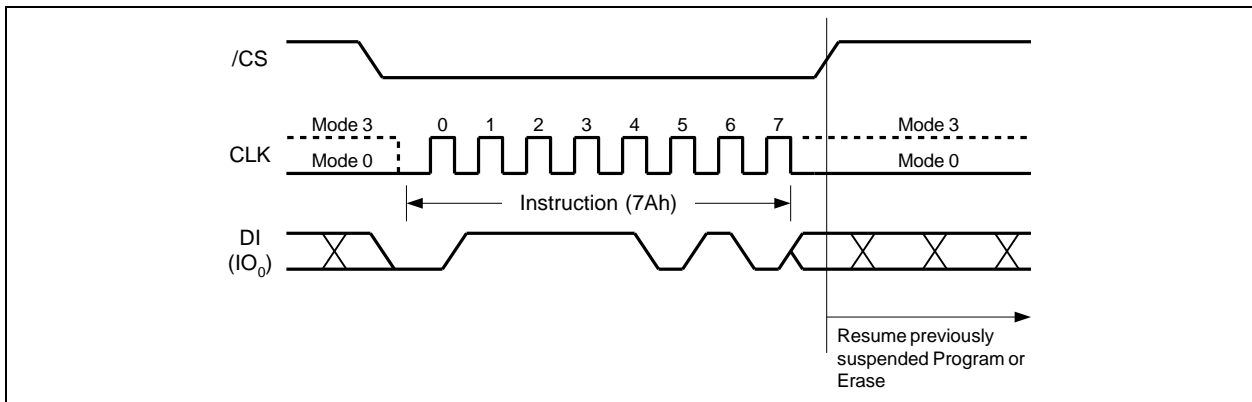 /CS
Mode 3
0 1 2 3 4 5 6 7
Mode 3
CLK
Mode 0
Mode 0
Instruction (7Ah)
DI
(IO0)
Resume previously
suspended Program or
Erase